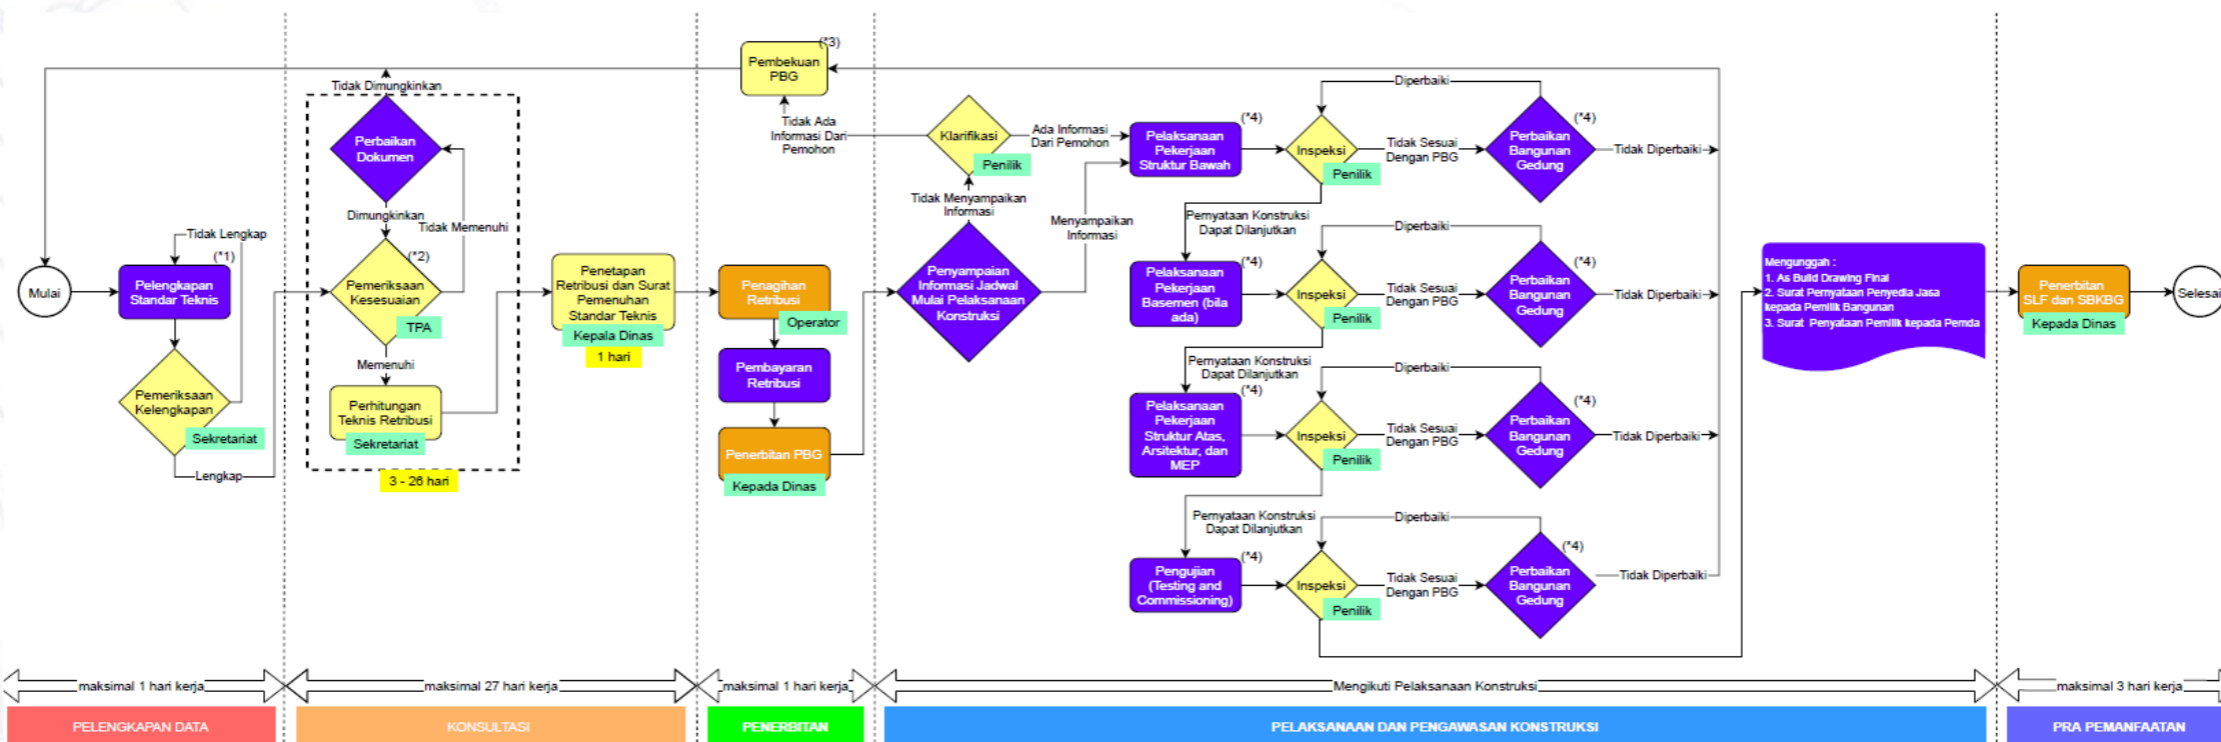 Mulai
Tidak Lengkap
(*1)
Pelengkapan
Standar Teknis
Pemeriksaan
Kelengkapan
Sekretariat
Lengkap
Tidak Dimungkinkan
Perbaikan
Dokumen
Dimungkinkan
Tidak Memenuhi
(*2)
Pemeriksaan
Kesesuaian
TPA
Memenuhi
Perhitungan
Teknis Retribusi
Sekretariat
3 - 26 hari
Penetapan
Retribusi dan Surat
Pemenuhan
Standar Teknis
Kepala Dinas
1 hari
(*3)
Pembekuan
PBG
Tidak Ada
Informasi Dari
Pemohon
Penagihan
Retribusi
Operator
Pembayaran
Retribusi
Penerbitan PBG
Kepada Dinas
Klarifikasi
Penilik
Ada Informasi
Dari Pemohon
Tidak Menyampaikan
Informasi
Menyampaikan
Informasi
Penyampaian
Informasi Jadwal
Mulai Pelaksanaan
Konstruksi
Diperbaiki
(*4)
Pelaksanaan
Pekerjaan
Struktur Bawah
Inspeksi
Penilik
Tidak Sesuai
Dengan PBG
(*4)
Perbaikan
Bangunan
Gedung
Tidak Diperbaiki
Pernyataan Konstruksi
Dapat Dilanjutkan
Diperbaiki
(*4)
Pelaksanaan
Pekerjaan
Basemen (bila
ada)
Inspeksi
Penilik
Tidak Sesuai
Dengan PBG
(*4)
Perbaikan
Bangunan
Gedung
Tidak Diperbaiki
Pernyataan Konstruksi
Dapat Dilanjutkan
Diperbaiki
(*4)
Pelaksanaan
Pekerjaan
Struktur Atas,
Arsitektur, dan
MEP
Inspeksi
Penilik
Tidak Sesuai
Dengan PBG
(*4)
Perbaikan
Bangunan
Gedung
Tidak Diperbaiki
Pernyataan Konstruksi
Dapat Dilanjutkan
Diperbaiki
(*4)
Pengujian
(Testing and
Commissioning)
Inspeksi
Penilik
Tidak Sesuai
Dengan PBG
(*4)
Perbaikan
Bangunan
Gedung
Tidak Diperbaiki
Mengunggah :
1. As Build Drawing Final
2. Surat Pernyataan Penyedia Jasa
kepada Pemilik Bangunan
3. Surat Penyataan Pemilik kepada Pemda
Penerbitan
SLF dan SBKBG
Kepada Dinas
Selesai
maksimal 1 hari kerja
maksimal 27 hari kerja
maksimal 1 hari kerja
Mengikuti Pelaksanaan Konstruksi
maksimal 3 hari kerja
PELENGKAPAN DATA
KONSULTASI
PENERBITAN
PELAKSANAAN DAN PENGAWASAN KONSTRUKSI
PRA PEMANFAATAN